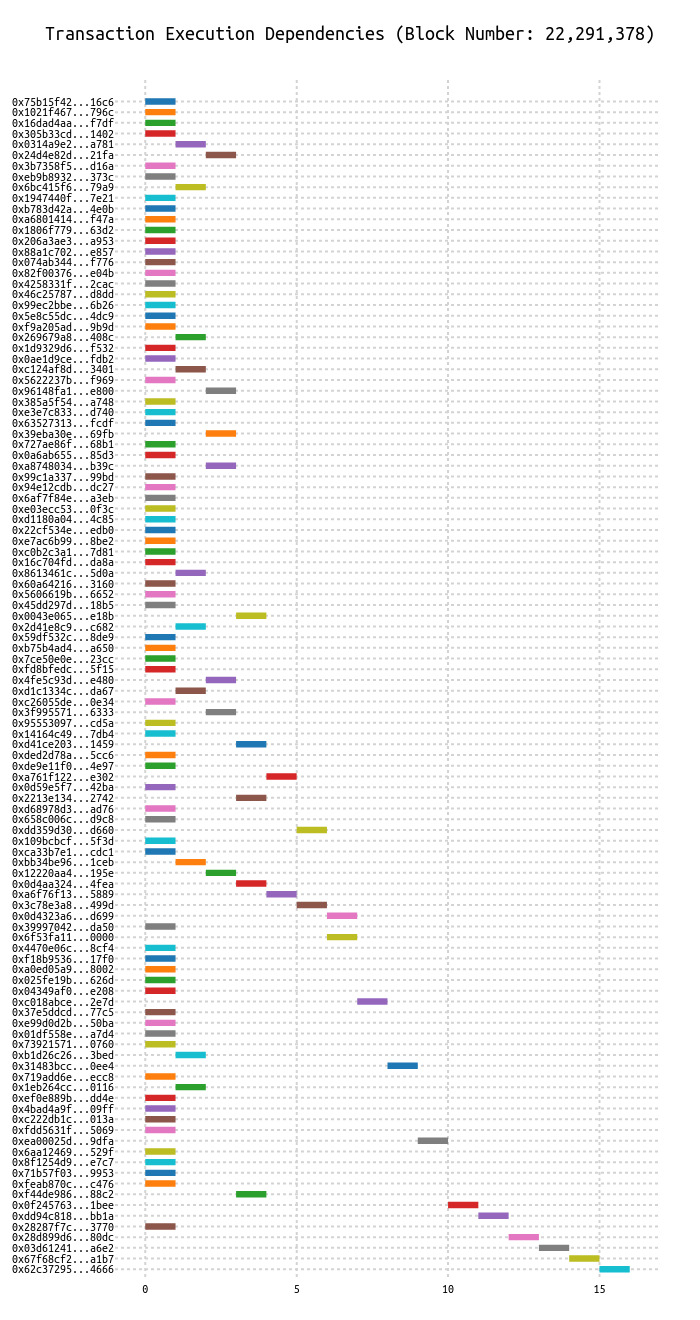 Transaction Execution Dependencies (Block Number: 22,291,378)
0x75b15f42...16c6
0x1021f467...796c
0x16dad4aa...f7df
0x305b33cd...1402
0x0314a9e2...a781
0x24d4e82d...21fa
0x3b7358f5...d16a
0xeb9b8932...373c
0x6bc415f6...79a9
0x1947440f...7e21
0xb783d42a...4e0b
0xa6801414...f47a
0x1806f779...63d2
0x206a3ae3...a953
0x88a1c702...e857
0x074ab344...f776
0x82f00376...e04b
0x4258331f...2cac
0x46c25787...d8dd
0x99ec2bbe...6b26
0x5e8c55dc...4dc9
0xf9a205ad...9b9d
0x269679a8...408c
0x1d9329d6...f532
0x0ae1d9ce...fdb2
0xc124af8d...3401
0x5622237b...f969
0x96148fa1...e800
0x385a5f54...a748
0xe3e7c833...d740
0x63527313...fcdf
0x39eba30e...69fb
0x727ae86f...68b1
0x0a6ab655...85d3
0xa8748034...b39c
0x99c1a337...99bd
0x94e12cdb...dc27
0x6af7f84e...a3eb
0xe03ecc53...0f3c
0xd1180a04...4c85
0x22cf534e...edb0
0xe7ac6b99...8be2
0xc0b2c3a1...7d81
0x16c704fd...da8a
0x8613461c...5d0a
0x60a64216...3160
0x5606619b...6652
0x45dd297d...18b5
0x0043e065...e18b
0x2d41e8c9...c682
0x59df532c...8de9
0xb75b4ad4...a650
0x7ce50e0e...23cc
0xfd8bfedc...5f15
0x4fe5c93d...e480
0xd1c1334c...da67
0xc26055de...0e34
0x3f995571...6333
0x95553097...cd5a
0x14164c49...7db4
0xd41ce203...1459
0xded2d78a...5cc6
0xde9e11f0...4e97
0xa761f122...e302
0x0d59e5f7...42ba
0x2213e134...2742
0xd68978d3...ad76
0x658c006c...d9c8
0xdd359d30...d660
0x109bcbcf...5f3d
0xca33b7e1...cdc1
0xbb34be96...1ceb
0x12220aa4...195e
0x0d4aa324...4fea
0xa6f76f13...5889
0x3c78e3a8...499d
0x0d4323a6...d699
0x39997042...da50
0x6f53fa11...0000
0x4470e06c...8cf4
0xf18b9536...17f0
0xa0ed05a9...8002
0x025fe19b...626d
0x04349af0...e208
0xc018abce...2e7d
0x37e5ddcd...77c5
0xe99d0d2b...50ba
0x01df558e...a7d4
0x73921571...0760
0xb1d26c26...3bed
0x31483bcc...0ee4
0x719add6e...ecc8
0x1eb264cc...0116
0xef0e889b...dd4e
0x4bad4a9f...09ff
0xc222db1c...013a
0xfdd5631f...5069
0xea00025d...9dfa
0x6aa12469...529f
0x8f1254d9...e7c7
0x71b57f03...9953
0xfeab870c...c476
0xf44de986...88c2
0x0f245763...1bee
0xdd94c818...bb1a
0x28287f7c...3770
0x28d899d6...80dc
0x03d61241...a6e2
0x67f68cf2...a1b7
0x62c37295...4666
0 5 10 15